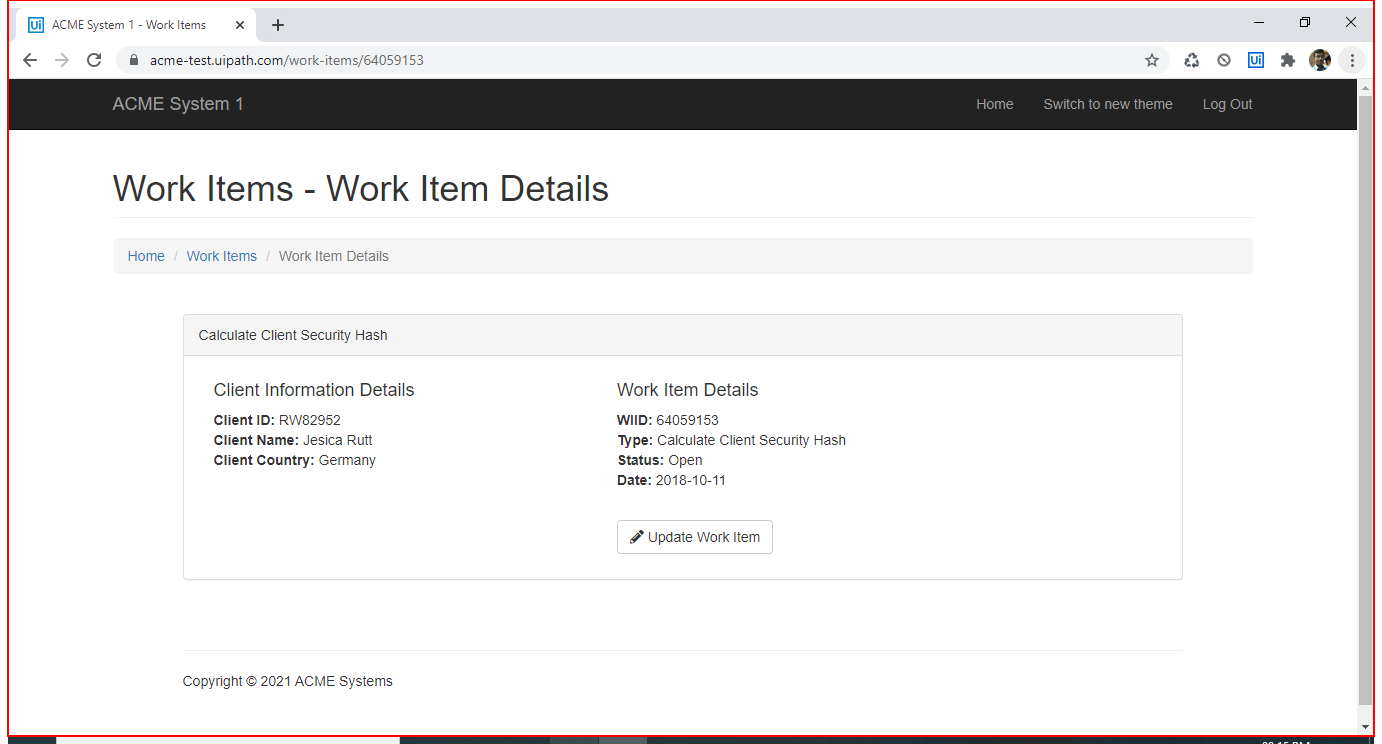 Ui ACME System 1 - Work Items
acme-test.uipath.com/work-items/64059153
Ui
ACME System 1 Home Switch to new theme Log Out
Work Items - Work Item Details
Home / Work Items / Work Item Details
Calculate Client Security Hash
Client Information Details
Client ID: RW82952
Client Name: Jesica Rutt
Client Country: Germany
Work Item Details
WIID: 64059153
Type: Calculate Client Security Hash
Status: Open
Date: 2018-10-11
Update Work Item
Copyright © 2021 ACME Systems